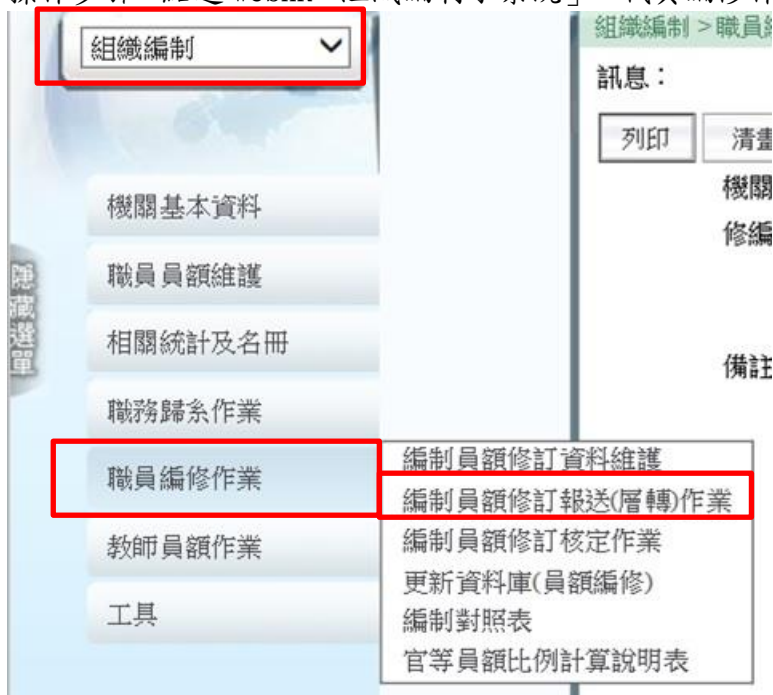 組織編制
組織編制 > 職員
訊息：
列印
清畫
機關
修編
備註
隱藏選單
機關基本資料
職員員額維護
相關統計及名冊
職務歸系作業
職員編修作業
教師員額作業
工具
編制員額修訂資料維護
編制員額修訂報送(層轉)作業
編制員額修訂核定作業
更新資料庫(員額編修)
編制對照表
官等員額比例計算說明表